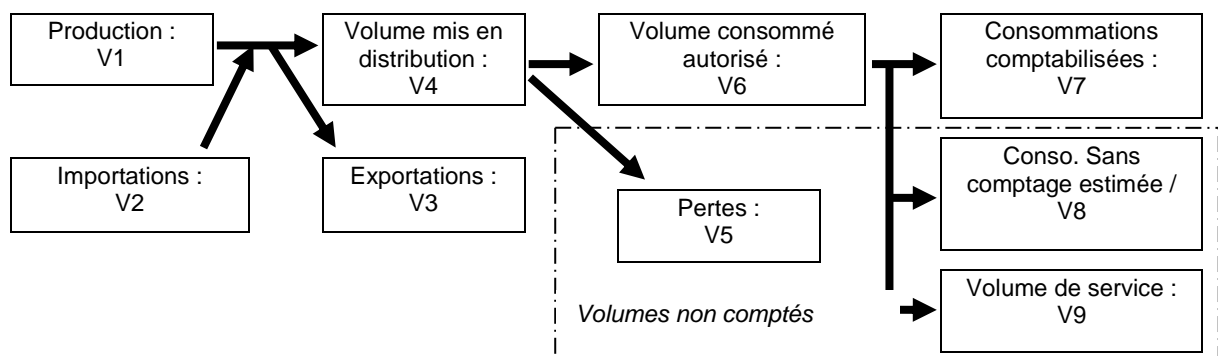 Production :
V1
Volume mis en
distribution :
V4
Volume consommé
autorisé :
V6
Consommations
comptabilisées :
V7
Importations :
V2
Exportations :
V3
Pertes :
V5
Conso. Sans
comptage estimée /
V8
Volumes non comptés
Volume de service :
V9